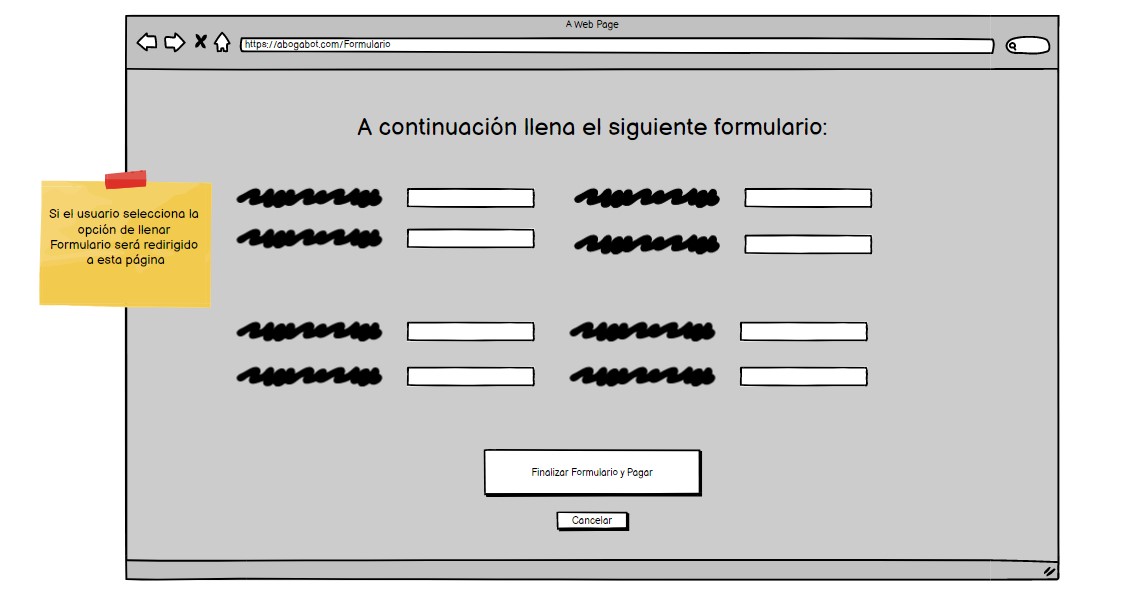 A Web Page
https://abogabot.com/Formulario
A continuación llena el siguiente formulario:
Si el usuario selecciona la
opción de llenar
Formulario será redirigido
a esta página
Finalizar Formulario y Pagar
Cancelar